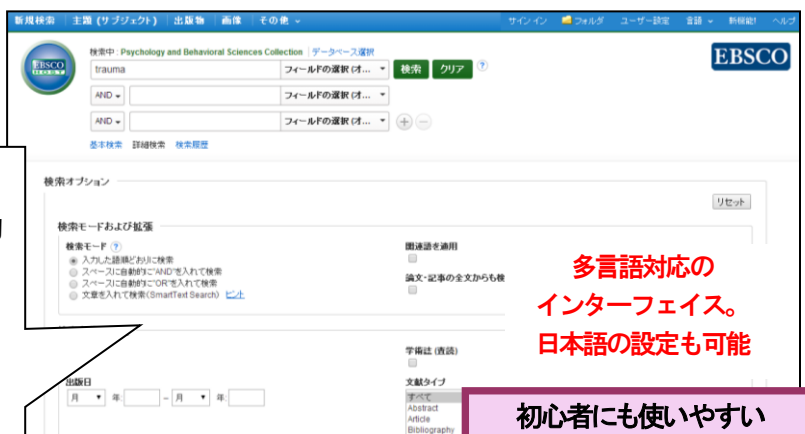 新規検索 主題 (サブジェクト) 出版物 画像 その他 サインイン フォルダ ユーザー設定 言語 新機能! ヘルプ
EBSCO HOST
検索中 : Psychology and Behavioral Sciences Collection データベース選択
EBSCO
trauma フィールドの選択 (オ... 検索 クリア ?
AND フィールドの選択 (オ...
AND フィールドの選択 (オ...
基本検索 詳細検索 検索履歴
検索オプション
リセット
検索モードおよび拡張
検索モード ?
入力した語順どおりに検索
スペースに自動的に"AND"を入れて検索
スペースに自動的に"OR"を入れて検索
文章を入れて検索(SmartText Search) ヒント
関連語を適用
論文・記事の全文からも検
多言語対応の
インターフェイス。
日本語の設定も可能
学術誌 (査読)
出版日
月 年: – 月 年:
文献タイプ
すべて
Abstract
Article
Bibliography
初心者にも使いやすい